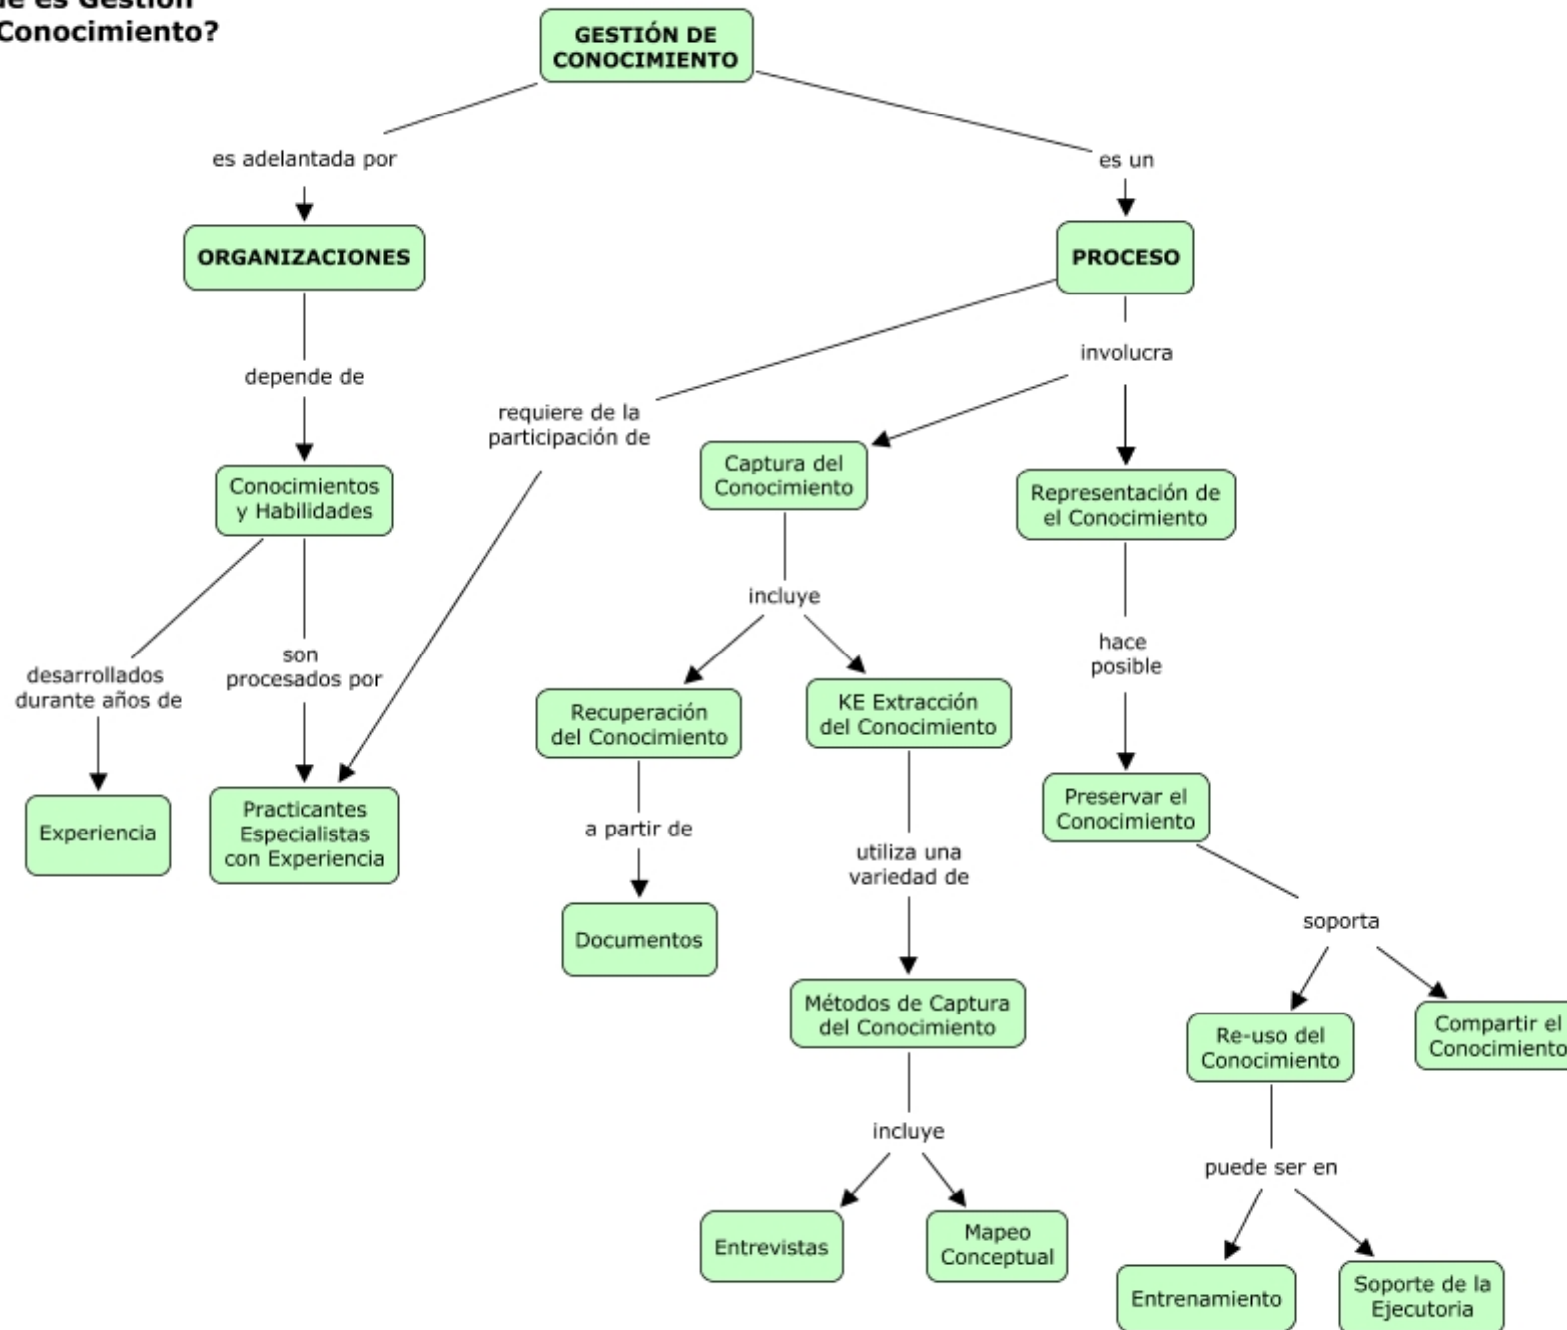 es Gestión
Conocimiento?
GESTIÓN DE
CONOCIMIENTO
es adelantada por
es un
ORGANIZACIONES
PROCESO
depende de
involucra
requiere de la
participación de
Captura del
Conocimiento
Conocimientos
y Habilidades
Representación de
el Conocimiento
incluye
hace
posible
desarrollados
durante años de
son
procesados por
Recuperación
del Conocimiento
KE Extracción
del Conocimiento
Experiencia
Practicantes
Especialistas
con Experiencia
a partir de
utiliza una
variedad de
Preservar el
Conocimiento
Documentos
soporta
Métodos de Captura
del Conocimiento
Re-uso del
Conocimiento
Compartir el
Conocimiento
incluye
puede ser en
Entrevistas
Mapeo
Conceptual
Entrenamiento
Soporte de la
Ejecutoria